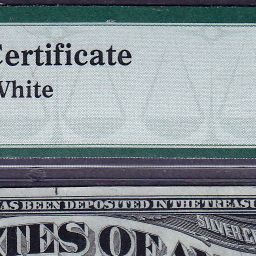 Certificate
White
AS BEEN DEPOSITED IN THE TREASU
SILVER
TES OF A